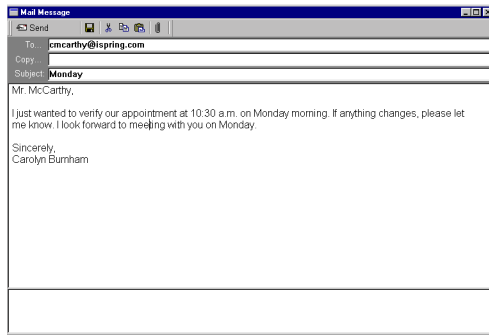 Mail Message
Send
To... cmcarthy@ispring.com
Copy...
Subject: Monday
Mr. McCarthy,
I just wanted to verify our appointment at 10:30 a.m. on Monday morning. If anything changes, please let
me know. I look forward to meeting with you on Monday.
Sincerely,
Carolyn Burnham